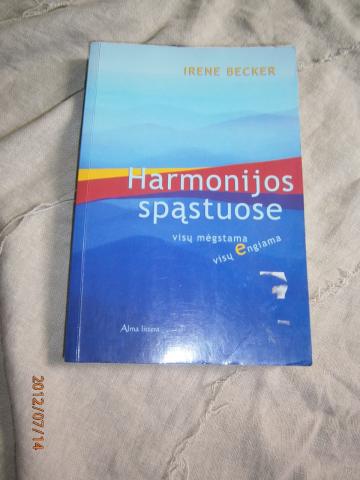 IRENE BECKER
Harmonijos
spąstuose
visų mėgstama
visų engiama
Alma littera
2012/07/14